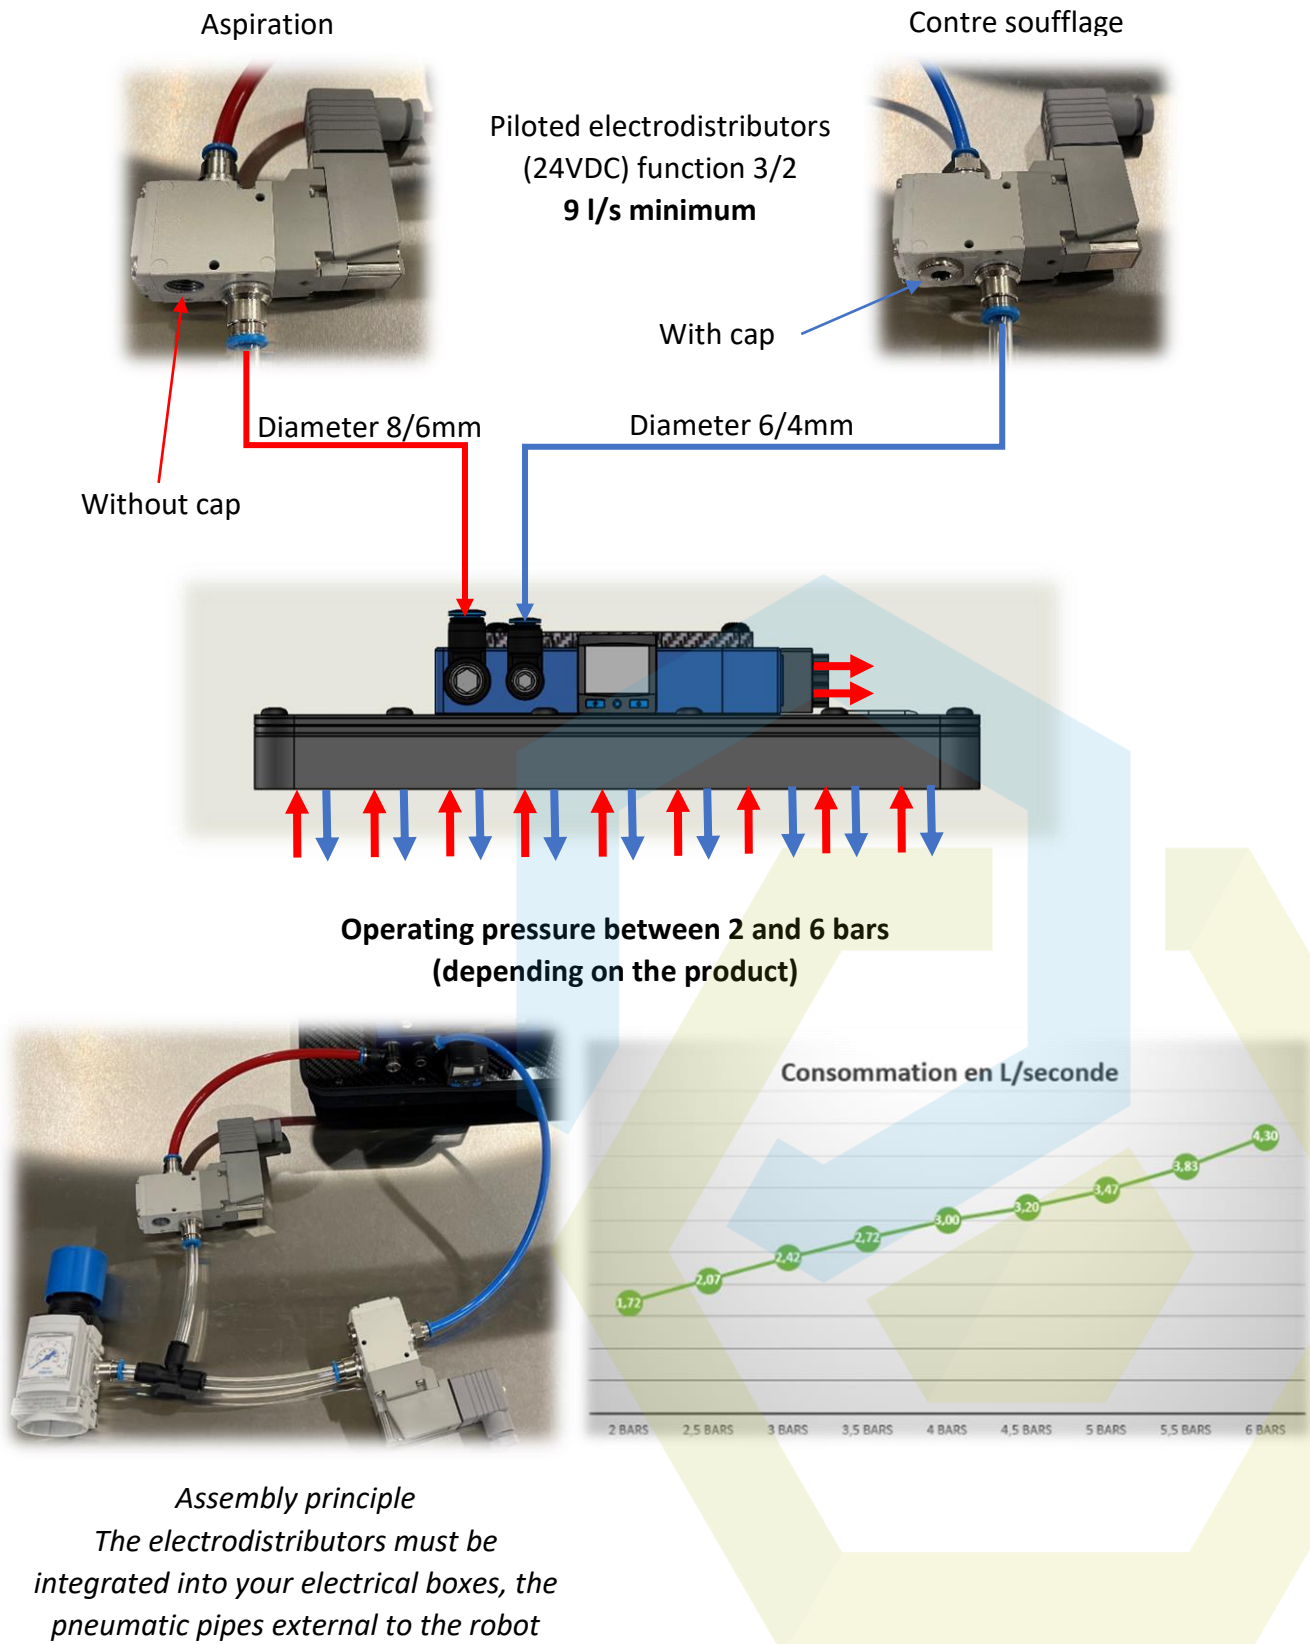 Aspiration
Contre soufflage
Piloted electrodistributors
(24VDC) function 3/2
9 l/s minimum
With cap
Diameter 8/6mm
Diameter 6/4mm
Without cap
Operating pressure between 2 and 6 bars
(depending on the product)
Consommation en L/seconde
1,72
2,07
2,42
2,72
3,00
3,20
3,47
3,83
4,30
2 BARS
2,5 BARS
3 BARS
3,5 BARS
4 BARS
4,5 BARS
5 BARS
5,5 BARS
6 BARS
Assembly principle
The electrodistributors must be
integrated into your electrical boxes, the
pneumatic pipes external to the robot